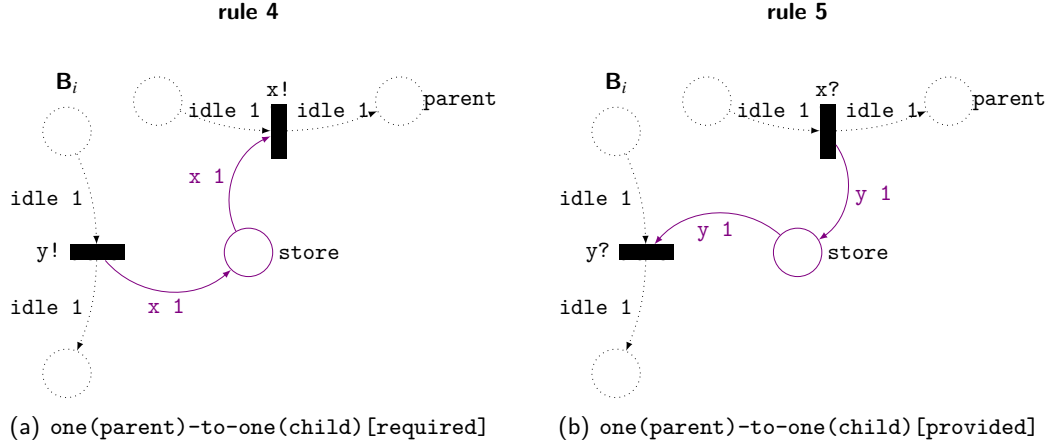 rule 4
B_i
x!
idle 1 idle 1
parent
x 1
idle 1
y!
store
x 1
idle 1
(a) one(parent)-to-one(child)[required]
rule 5
B_i
x?
idle 1 idle 1
parent
y 1
idle 1
y 1
y?
store
idle 1
(b) one(parent)-to-one(child)[provided]